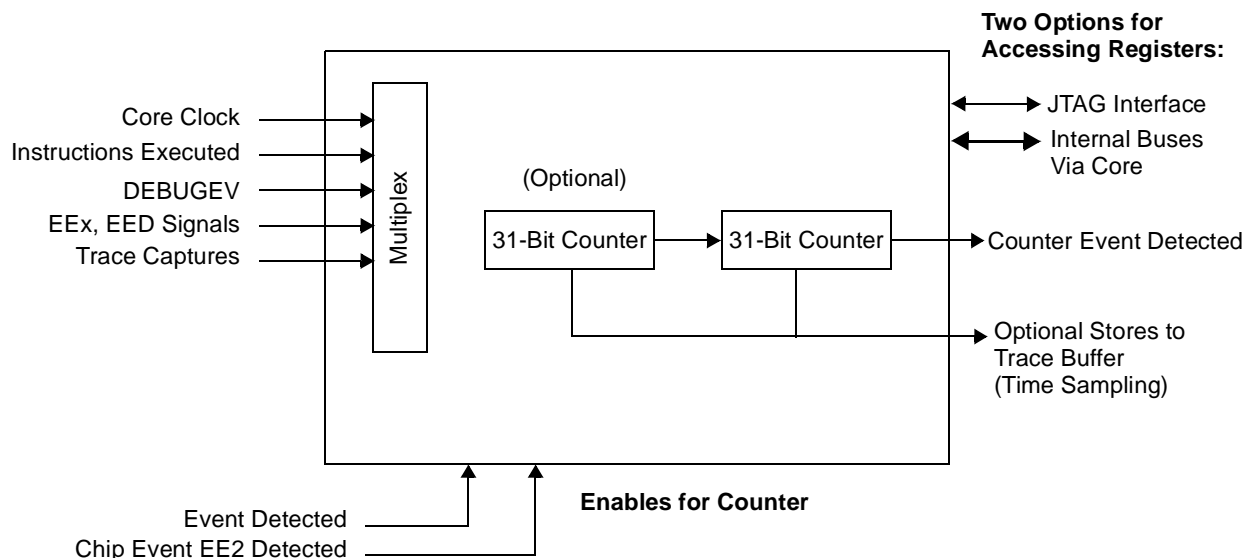 Two Options for
Accessing Registers:
Core Clock
Instructions Executed
DEBUGEV
EEx, EED Signals
Trace Captures
Multiplex
(Optional)
31-Bit Counter
31-Bit Counter
JTAG Interface
Internal Buses
Via Core
Counter Event Detected
Optional Stores to
Trace Buffer
(Time Sampling)
Enables for Counter
Event Detected
Chip Event EE2 Detected